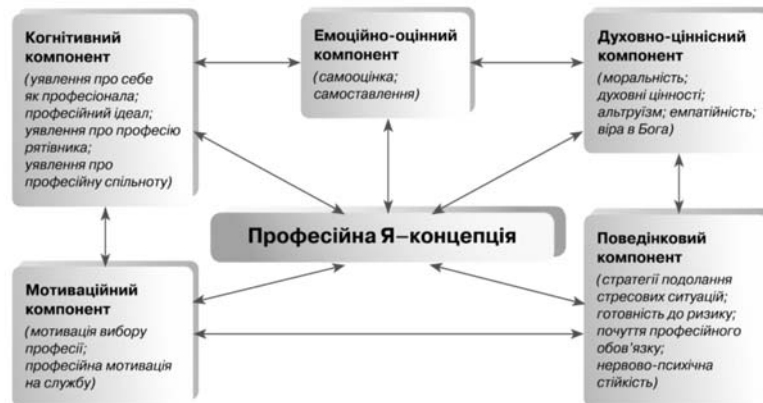 Когнітивний
компонент
(уявлення про себе
як професіонала;
професійний ідеал;
уявлення про професію
рятівника;
уявлення про
професійну спільноту)
Емоційно-оцінний
компонент
(самооцінка;
самоставлення)
Духовно-ціннісний
компонент
(моральність;
духовні цінності;
альтруїзм; емпатійність;
віра в Бога)
Професійна Я–концепція
Мотиваційний
компонент
(мотивація вибору
професії;
професійна мотивація
на службу)
Поведінковий
компонент
(стратегії подолання
стресових ситуацій;
готовність до ризику;
почуття професійного
обов’язку;
нервово-психічна
стійкість)